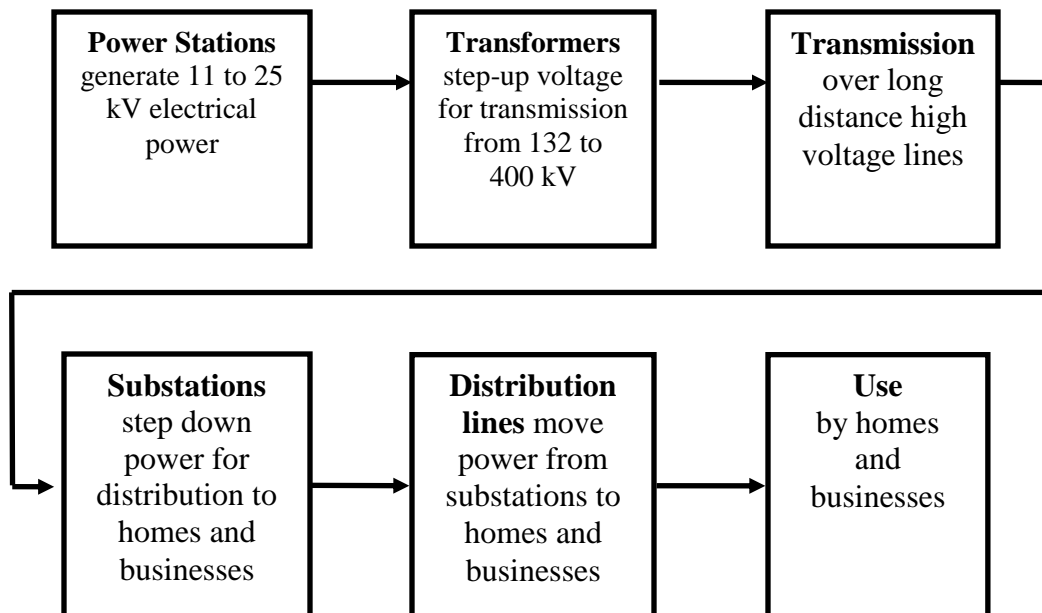 Power Stations
generate 11 to 25
kV electrical
power
Transformers
step-up voltage
for transmission
from 132 to
400 kV
Transmission
over long
distance high
voltage lines
Substations
step down
power for
distribution to
homes and
businesses
Distribution
lines move
power from
substations to
homes and
businesses
Use
by homes
and
businesses